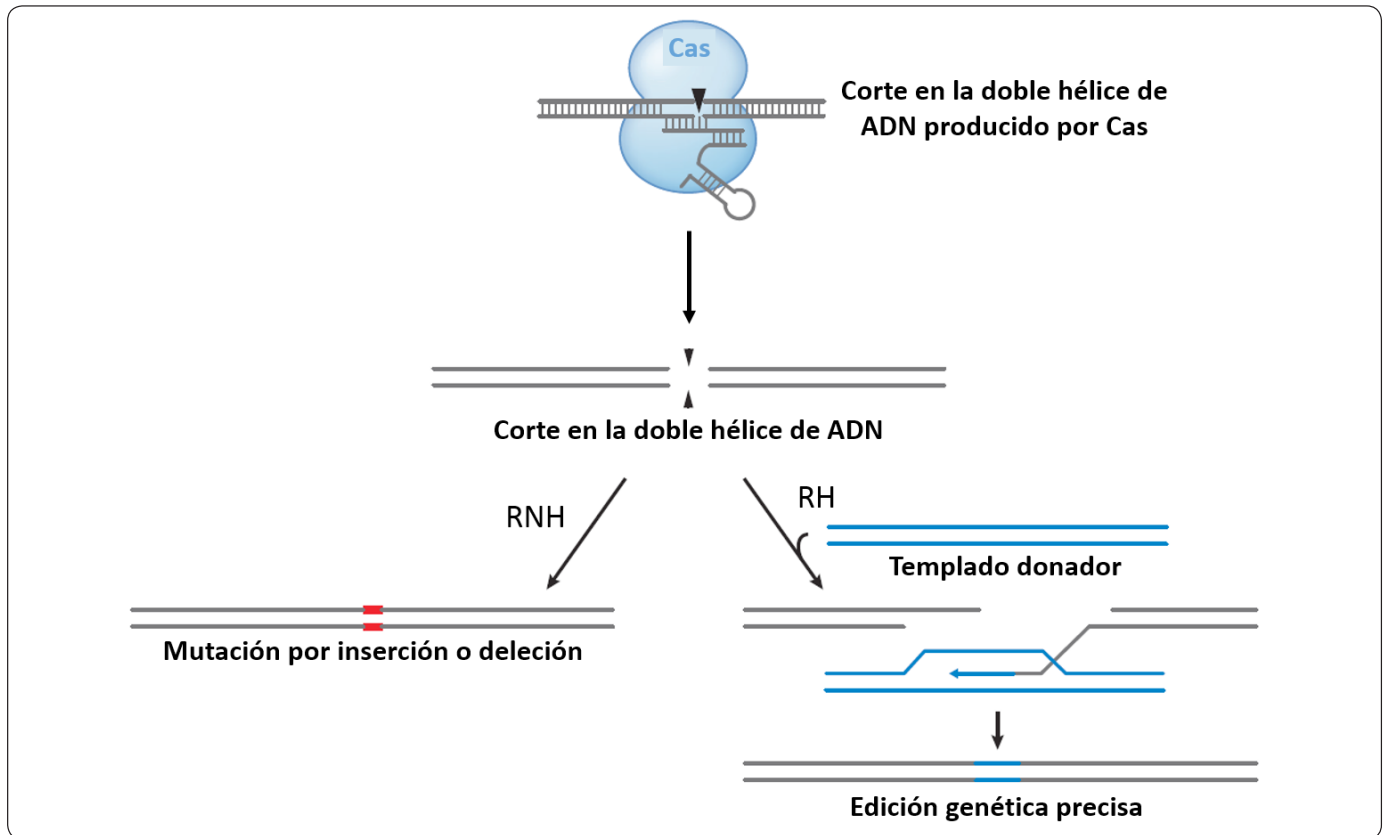 Cas
Corte en la doble hélice de
ADN producido por Cas
Corte en la doble hélice de ADN
RNH
RH
Templado donador
Mutación por inserción o deleción
Edición genética precisa